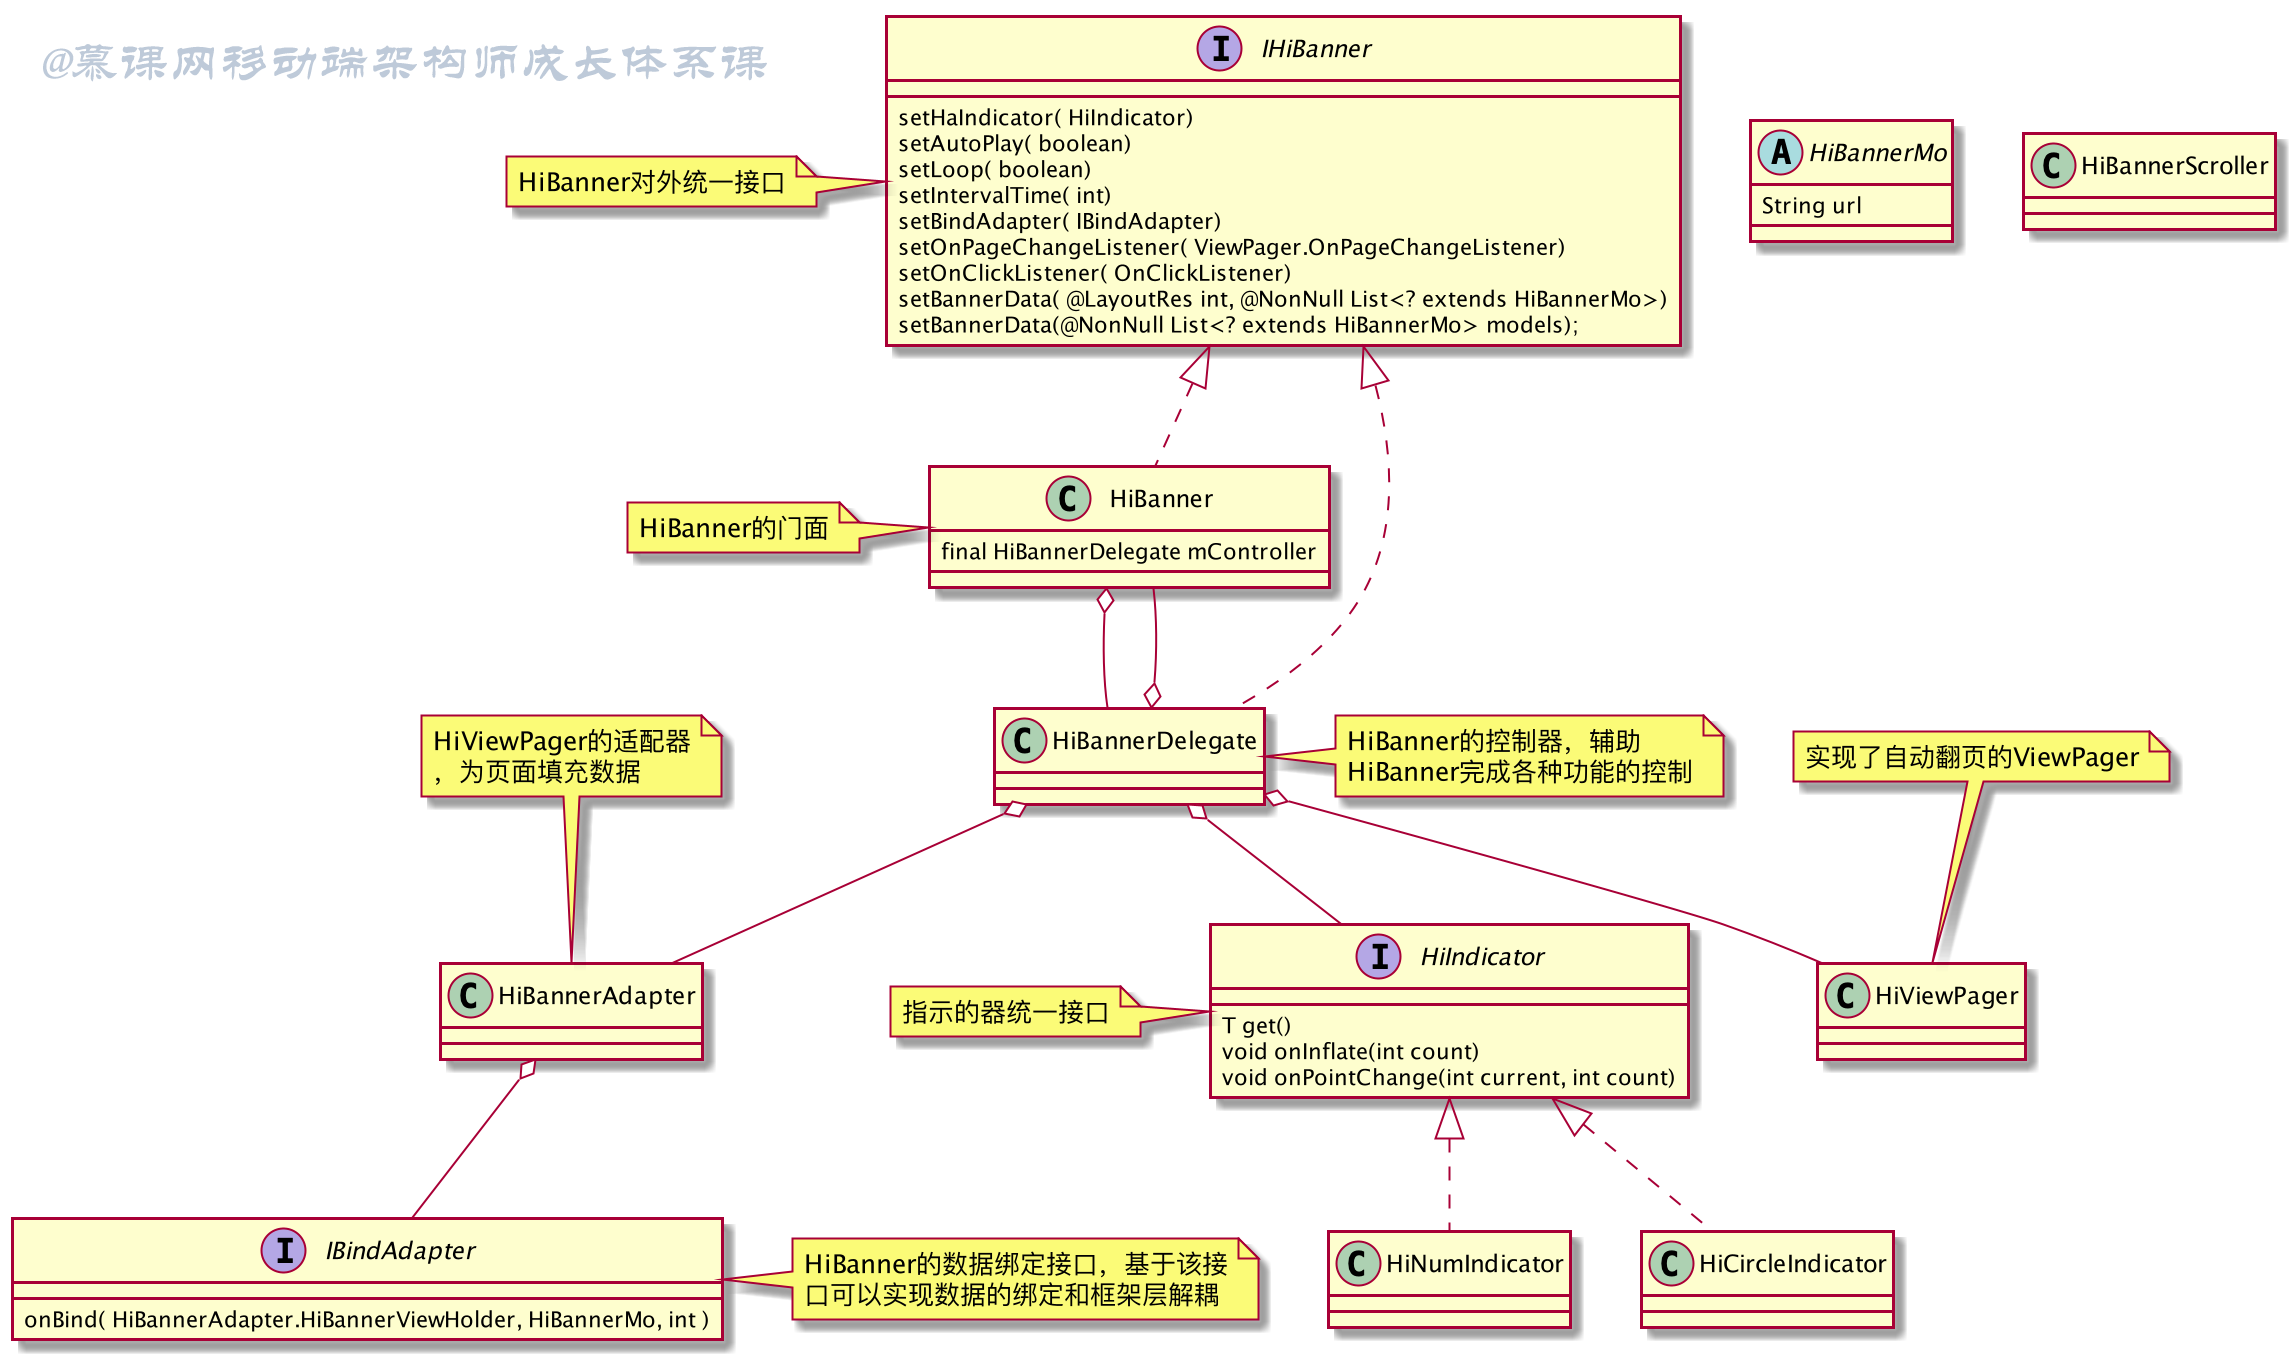 @慕课网移动端架构师成长体系课
I IHiBanner
setHaIndicator( HiIndicator)
setAutoPlay( boolean)
setLoop( boolean)
setIntervalTime( int)
setBindAdapter( IBindAdapter)
setOnPageChangeListener( ViewPager.OnPageChangeListener)
setOnClickListener( OnClickListener)
setBannerData( @LayoutRes int, @NonNull List<? extends HiBannerMo>)
setBannerData(@NonNull List<? extends HiBannerMo> models);
HiBanner对外统一接口
A HiBannerMo
String url
C HiBannerScroller
C HiBanner
final HiBannerDelegate mController
HiBanner的门面
C HiBannerDelegate
HiBanner的控制器，辅助
HiBanner完成各种功能的控制
HiViewPager的适配器
，为页面填充数据
实现了自动翻页的ViewPager
C HiBannerAdapter
I HiIndicator
T get()
void onInflate(int count)
void onPointChange(int current, int count)
指示的器统一接口
C HiViewPager
I IBindAdapter
onBind( HiBannerAdapter.HiBannerViewHolder, HiBannerMo, int )
HiBanner的数据绑定接口，基于该接
口可以实现数据的绑定和框架层解耦
C HiNumIndicator
C HiCircleIndicator